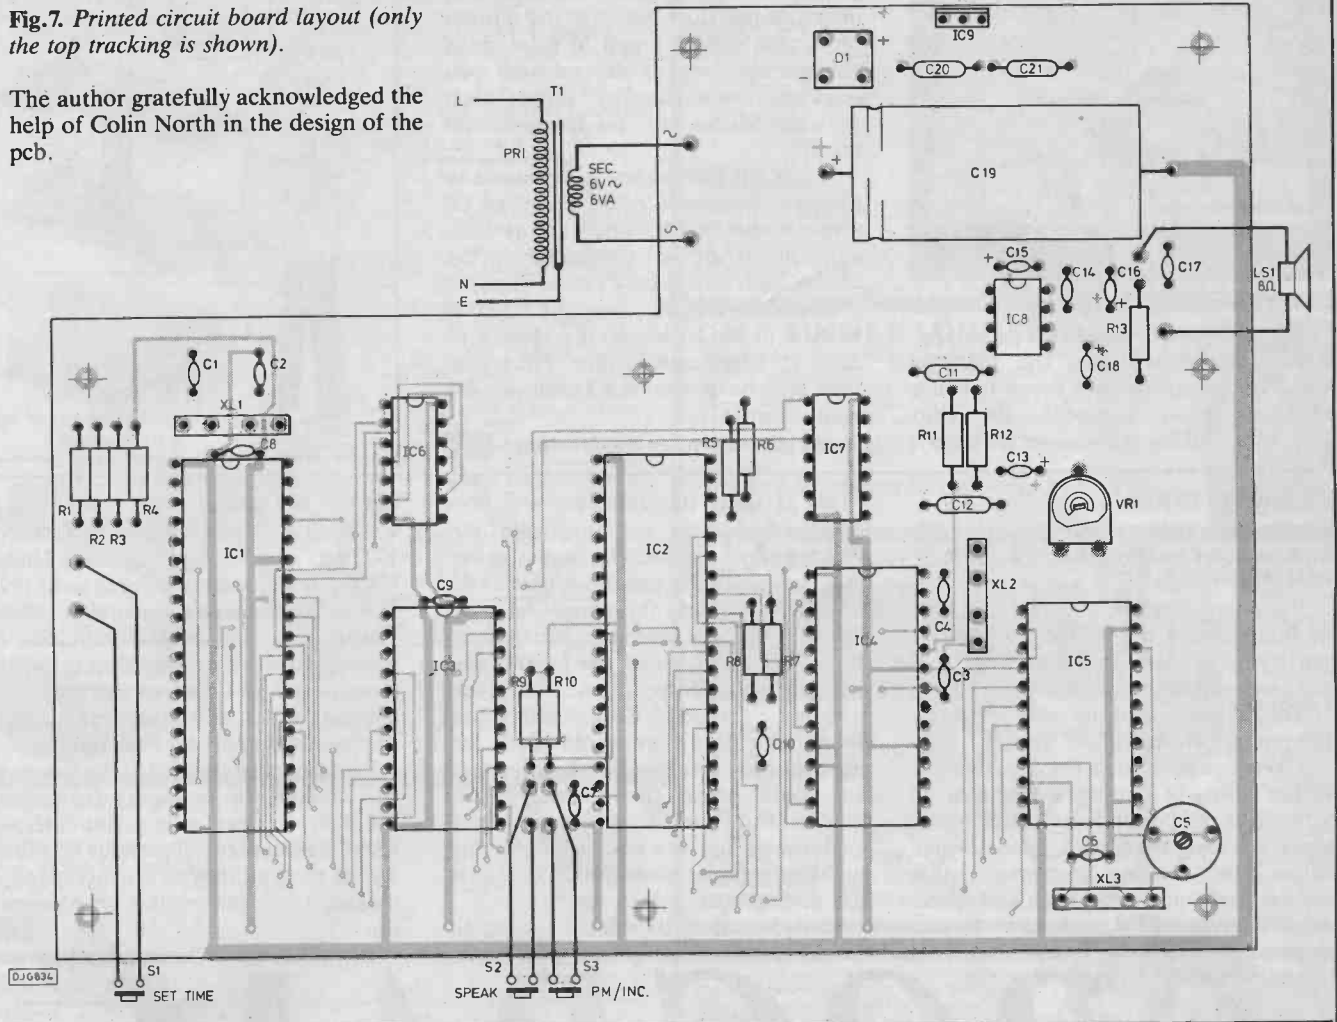 Fig.7. Printed circuit board layout (only
the top tracking is shown).
The author gratefully acknowledged the
help of Colin North in the design of the
pcb.
IC9
D1
C20
C21
L
T1
PRI
SEC.
6V~
6VA
N
E
C19
C15
C14
C16
C17
LS1
8Ω
IC8
R13
C18
C11
C1
C2
XL1
C8
IC6
R5
R6
IC7
R11
R12
C13
C12
VR1
R1
R4
R2
R3
IC1
IC2
C9
XL2
C4
IC3
R8
R7
IC4
C3
IC5
R9
R10
C10
C7
C5
C6
XL3
DJG834
S1
SET TIME
S2
S3
SPEAK
PM/INC.